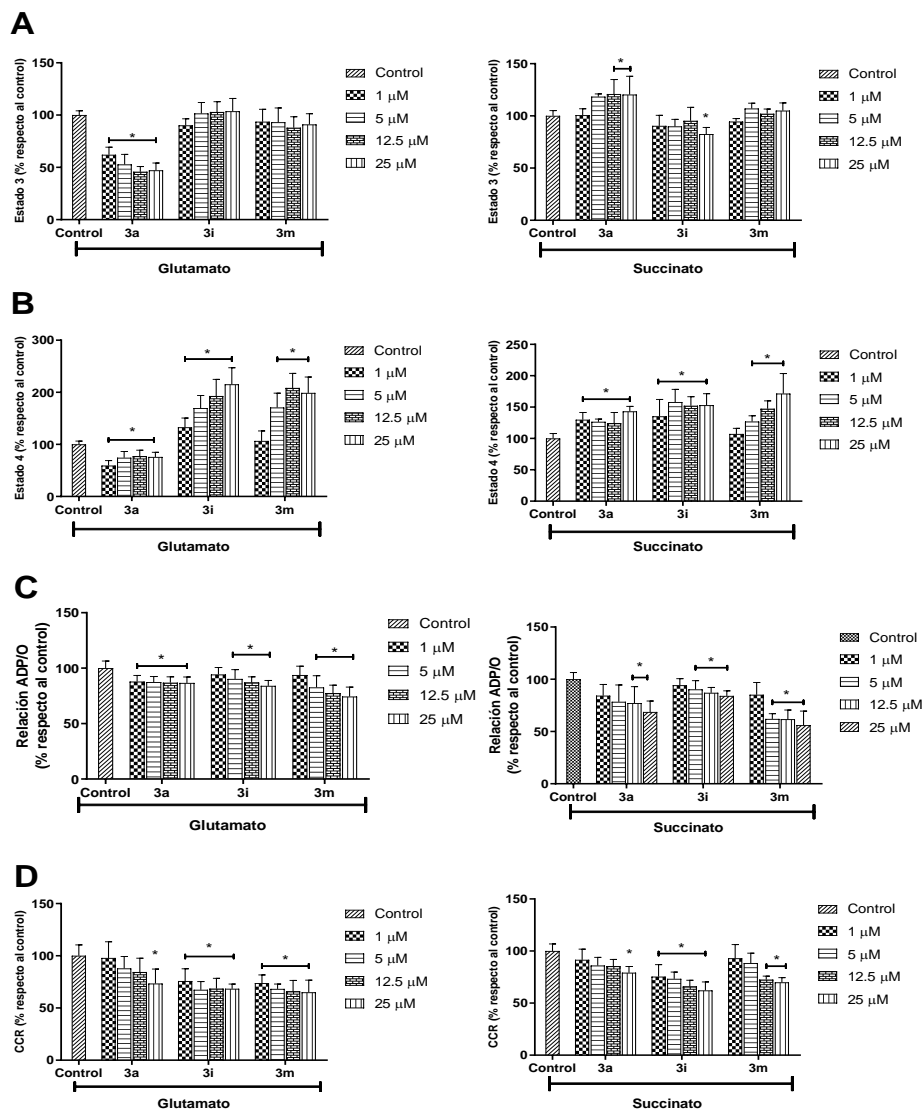 A
Estado 3 (% respecto al control)
150
100
50
0
Control
3a
3i
3m
Glutamato
*
Control
1 μM
5 μM
12.5 μM
25 μM
Estado 3 (% respecto al control)
150
100
50
0
Control
3a
3i
3m
Succinato
*
*
Control
1 μM
5 μM
12.5 μM
25 μM
B
Estado 4 (% respecto al control)
300
200
100
0
Control
3a
3i
3m
Glutamato
*
*
*
Control
1 μM
5 μM
12.5 μM
25 μM
Estado 4 (% respecto al control)
250
200
150
100
50
0
Control
3a
3i
3m
Succinato
*
*
*
Control
1 μM
5 μM
12.5 μM
25 μM
C
Relación ADP/O
(% respecto al control)
150
100
50
0
Control
3a
3i
3m
Glutamato
*
*
*
Control
1 μM
5 μM
12.5 μM
25 μM
Relación ADP/O
(% respecto al control)
150
100
50
0
Control
3a
3i
3m
Succinato
*
*
*
Control
1 μM
5 μM
12.5 μM
25 μM
D
CCR (% respecto al control)
150
100
50
0
Control
3a
3i
3m
Glutamato
*
*
*
Control
1 μM
5 μM
12.5 μM
25 μM
CCR (% respecto al control)
150
100
50
0
Control
3a
3i
3m
Succinato
*
*
*
Control
1 μM
5 μM
12.5 μM
25 μM